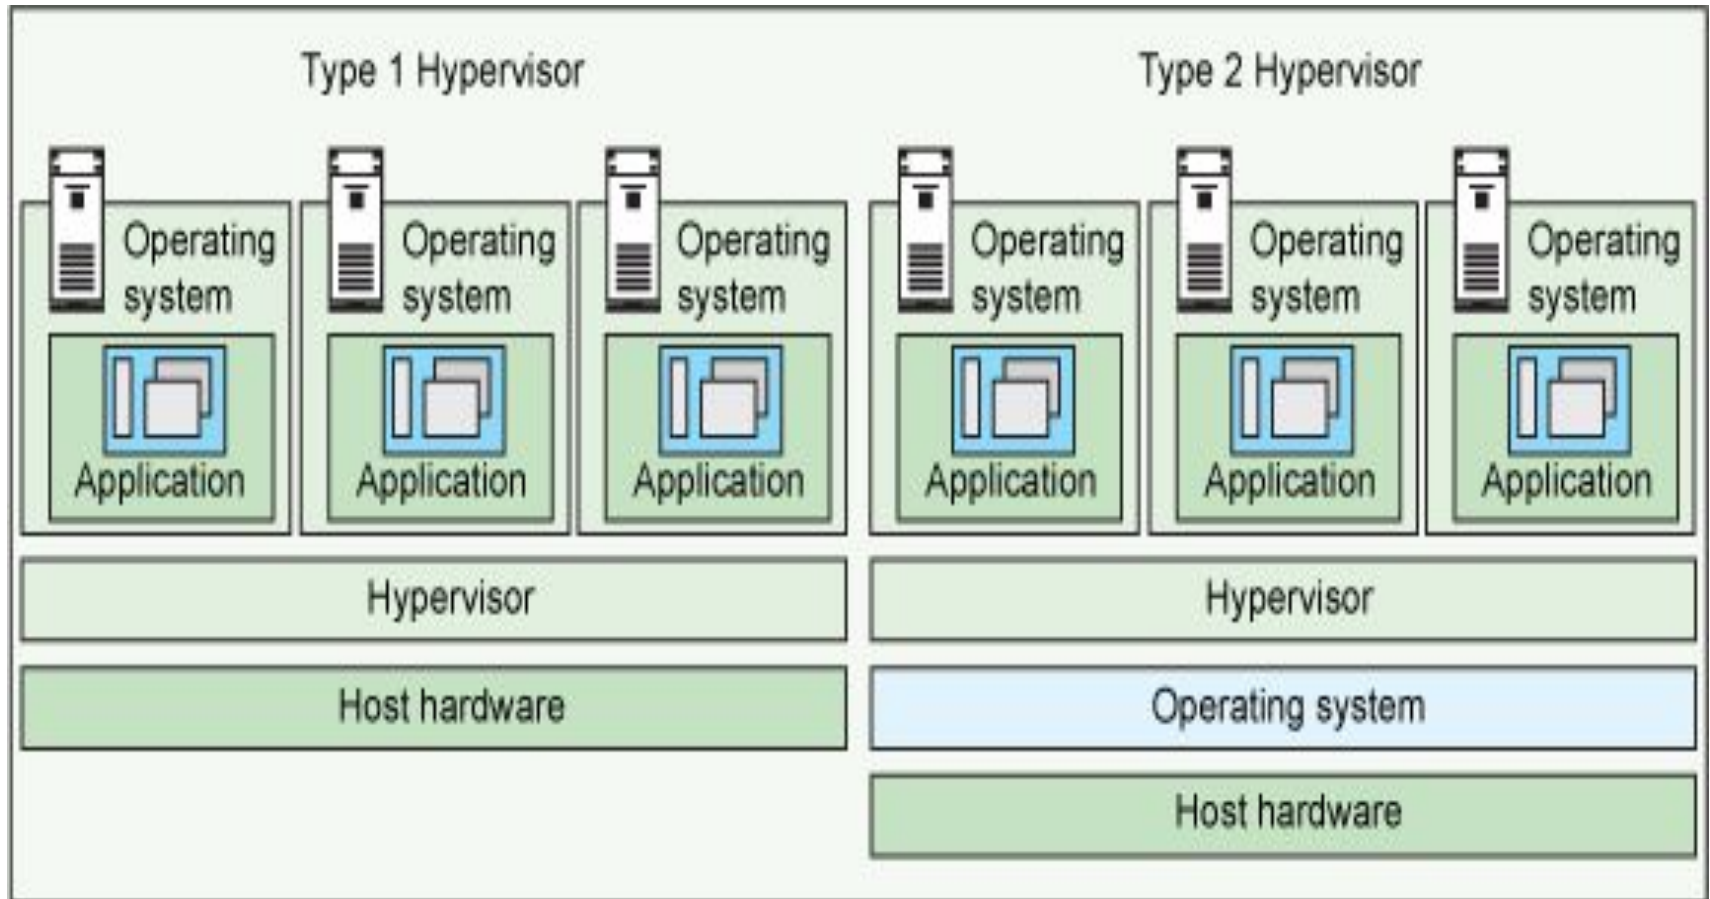 Type 1 Hypervisor
Operating
system
Application
Operating
system
Application
Operating
system
Application
Hypervisor
Host hardware
Type 2 Hypervisor
Operating
system
Application
Operating
system
Application
Operating
system
Application
Hypervisor
Operating system
Host hardware